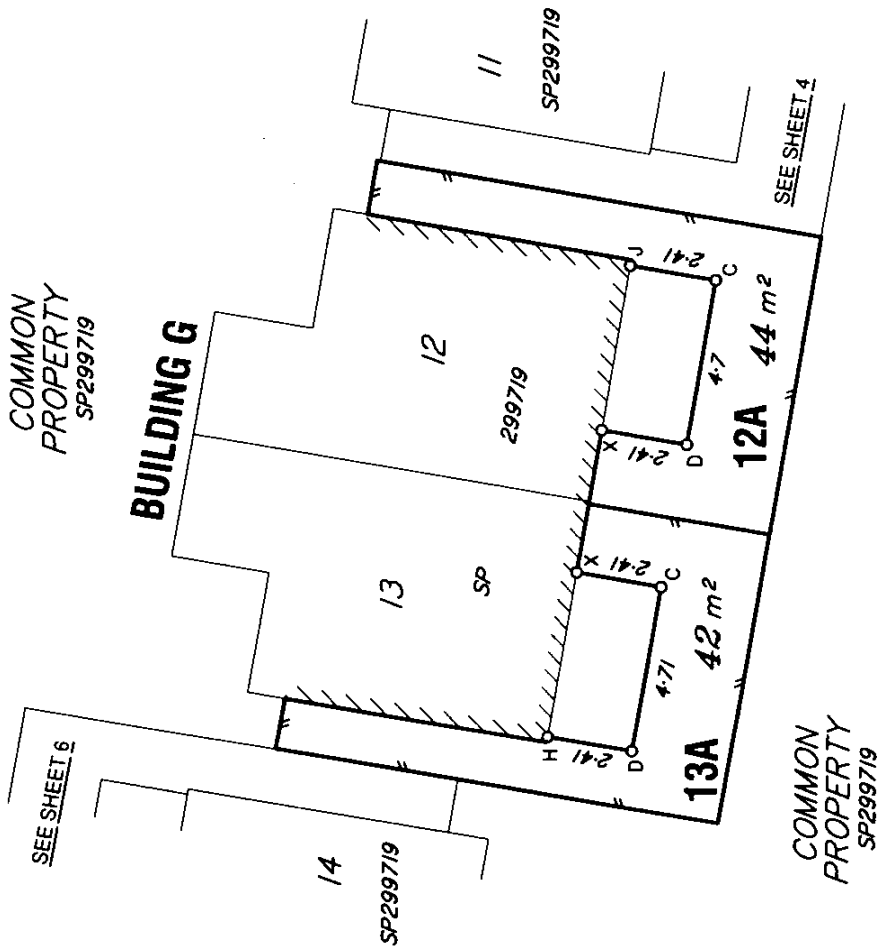 COMMON
PROPERTY
SP299719
BUILDING G
11
SP299719
SEE SHEET 4
12
299719
13
SP
J
2·41
C
4·7
X
2·41
D
12A
44 m²
X
2·41
C
4·71
H
2·41
D
13A
42 m²
SEE SHEET 6
14
SP299719
COMMON
PROPERTY
SP299719